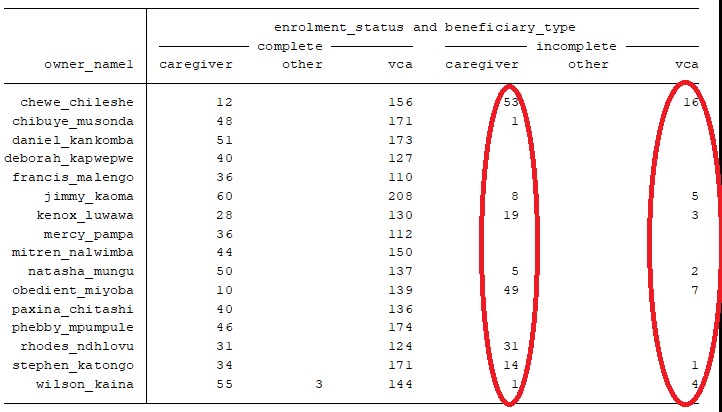 enrolment_status and beneficiary_type
complete incomplete
owner_name1 caregiver other vca caregiver other vca
chewe_chileshe 12 156 53 16
chibuye_musonda 48 171 1
daniel_kankomba 51 173
deborah_kapwepwe 40 127
francis_malengo 36 110
jimmy_kaoma 60 208 8 5
kenox_luwawa 28 130 19 3
mercy_pampa 36 112
mitren_nalwimba 44 150
natasha_mungu 50 137 5 2
obedient_miyoba 10 139 49 7
paxina_chitashi 40 136
phebby_mpumpule 46 174
rhodes_ndhlovu 31 124 31
stephen_katongo 34 171 14 1
wilson_kaina 55 3 144 1 4